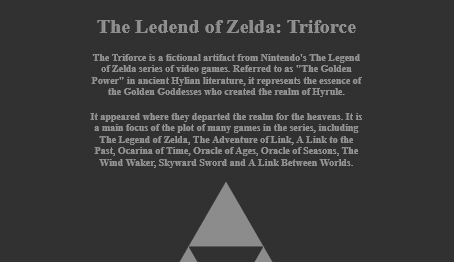 The Ledend of Zelda: Triforce
The Triforce is a fictional artifact from Nintendo's The Legend
of Zelda series of video games. Referred to as "The Golden
Power" in ancient Hylian literature, it represents the essence of
the Golden Goddesses who created the realm of Hyrule.
It appeared where they departed the realm for the heavens. It is
a main focus of the plot of many games in the series, including
The Legend of Zelda, The Adventure of Link, A Link to the
Past, Ocarina of Time, Oracle of Ages, Oracle of Seasons, The
Wind Waker, Skyward Sword and A Link Between Worlds.